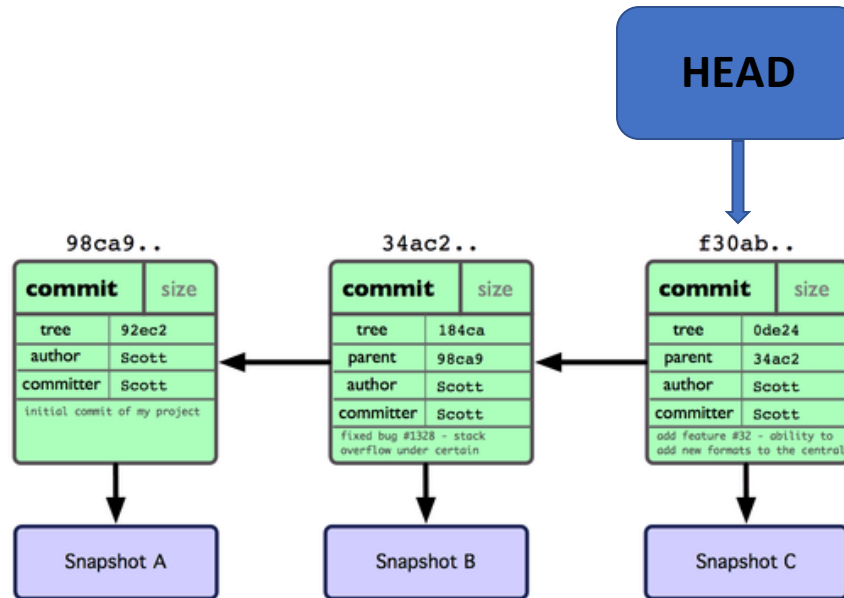 HEAD
98ca9..
34ac2..
f30ab..
commit size
tree 92ec2
author Scott
committer Scott
initial commit of my project
commit size
tree 184ca
parent 98ca9
author Scott
committer Scott
fixed bug #1328 - stack
overflow under certain
commit size
tree 0de24
parent 34ac2
author Scott
committer Scott
add feature #32 - ability to
add new formats to the central
Snapshot A
Snapshot B
Snapshot C